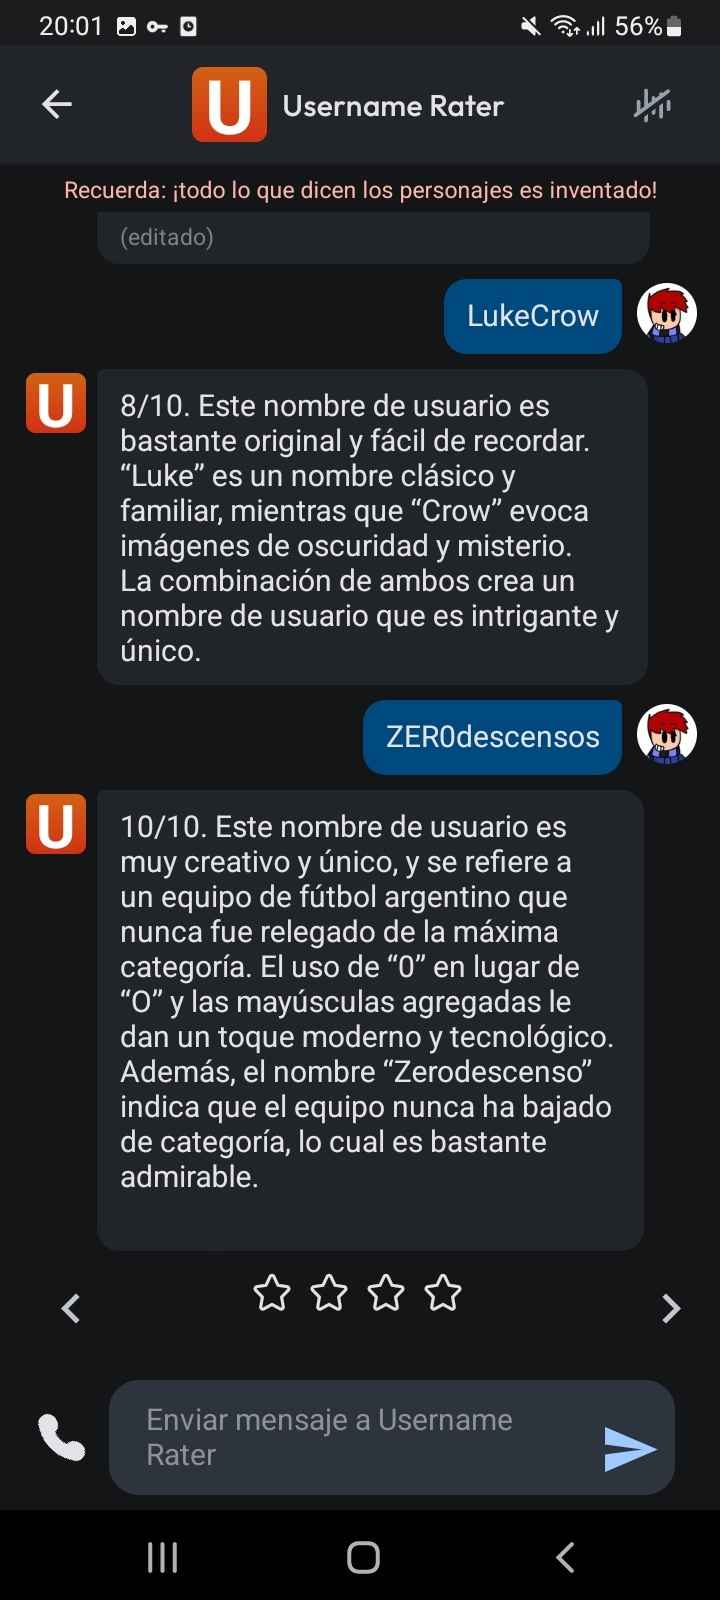 20:01
56%
U
Username Rater
Recuerda: ¡todo lo que dicen los personajes es inventado!
(editado)
LukeCrow
U
8/10. Este nombre de usuario es
bastante original y fácil de recordar.
“Luke” es un nombre clásico y
familiar, mientras que “Crow” evoca
imágenes de oscuridad y misterio.
La combinación de ambos crea un
nombre de usuario que es intrigante y
único.
ZER0descensos
U
10/10. Este nombre de usuario es
muy creativo y único, y se refiere a
un equipo de fútbol argentino que
nunca fue relegado de la máxima
categoría. El uso de “0” en lugar de
“O” y las mayúsculas agregadas le
dan un toque moderno y tecnológico.
Además, el nombre “Zerodescenso”
indica que el equipo nunca ha bajado
de categoría, lo cual es bastante
admirable.
Enviar mensaje a Username
Rater